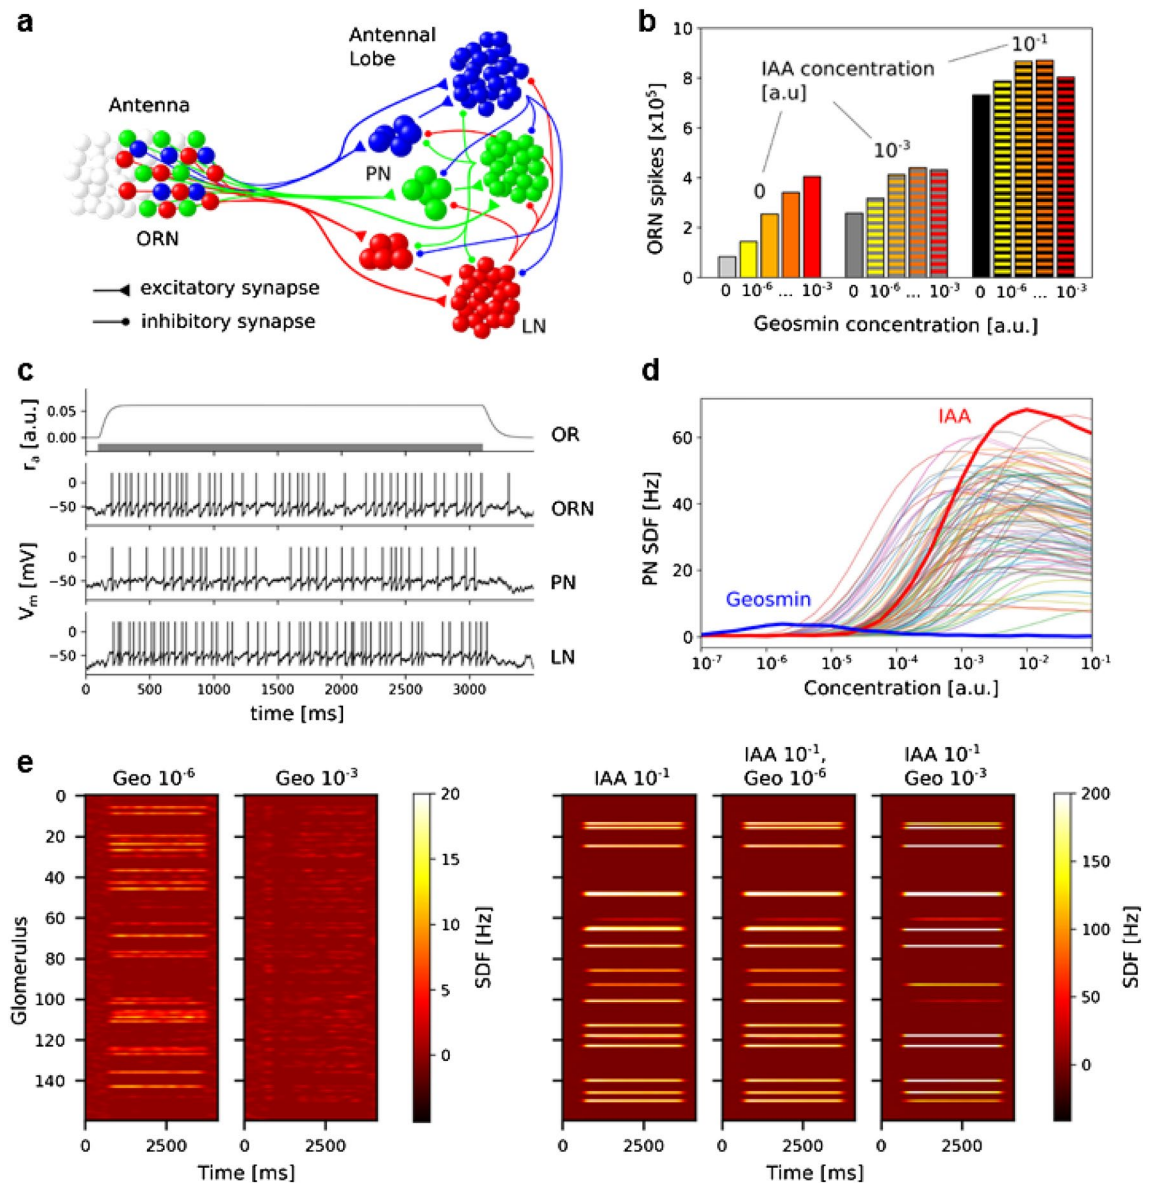 a
Antennal
Lobe
Antenna
PN
ORN
excitatory synapse
inhibitory synapse
LN
b
ORN spikes [x10⁵]
10
8
6
4
2
0
IAA concentration
[a.u]
0
10⁻³
10⁻¹
0 10⁻⁶ ... 10⁻³
0 10⁻⁶ ... 10⁻³
0 10⁻⁶ ... 10⁻³
Geosmin concentration [a.u.]
c
rₐ [a.u.]
0.05
0.00
OR
0
−50
ORN
Vₘ [mV]
0
−50
PN
0
−50
LN
0 500 1000 1500 2000 2500 3000
time [ms]
d
PN SDF [Hz]
60
40
20
0
IAA
Geosmin
10⁻⁷ 10⁻⁶ 10⁻⁵ 10⁻⁴ 10⁻³ 10⁻² 10⁻¹
Concentration [a.u.]
e
Geo 10⁻⁶
Geo 10⁻³
Glomerulus
0
20
40
60
80
100
120
140
0 2500
0 2500
Time [ms]
20
15
10
5
0
SDF [Hz]
IAA 10⁻¹
IAA 10⁻¹,
Geo 10⁻⁶
IAA 10⁻¹
Geo 10⁻³
0 2500
0 2500
0 2500
Time [ms]
200
150
100
50
0
SDF [Hz]